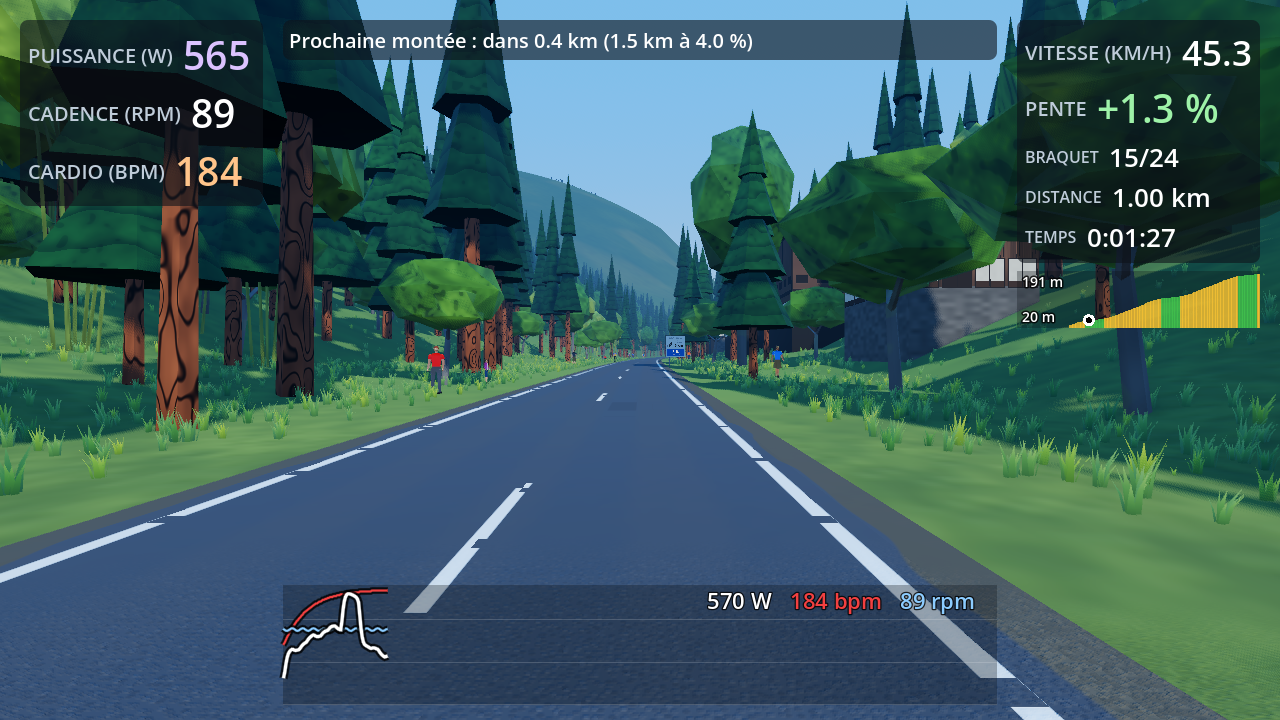 PUISSANCE (W) 565
CADENCE (RPM) 89
CARDIO (BPM) 184
Prochaine montée : dans 0.4 km (1.5 km à 4.0 %)
VITESSE (KM/H) 45.3
PENTE +1.3 %
BRAQUET 15/24
DISTANCE 1.00 km
TEMPS 0:01:27
191 m
20 m
570 W 184 bpm 89 rpm